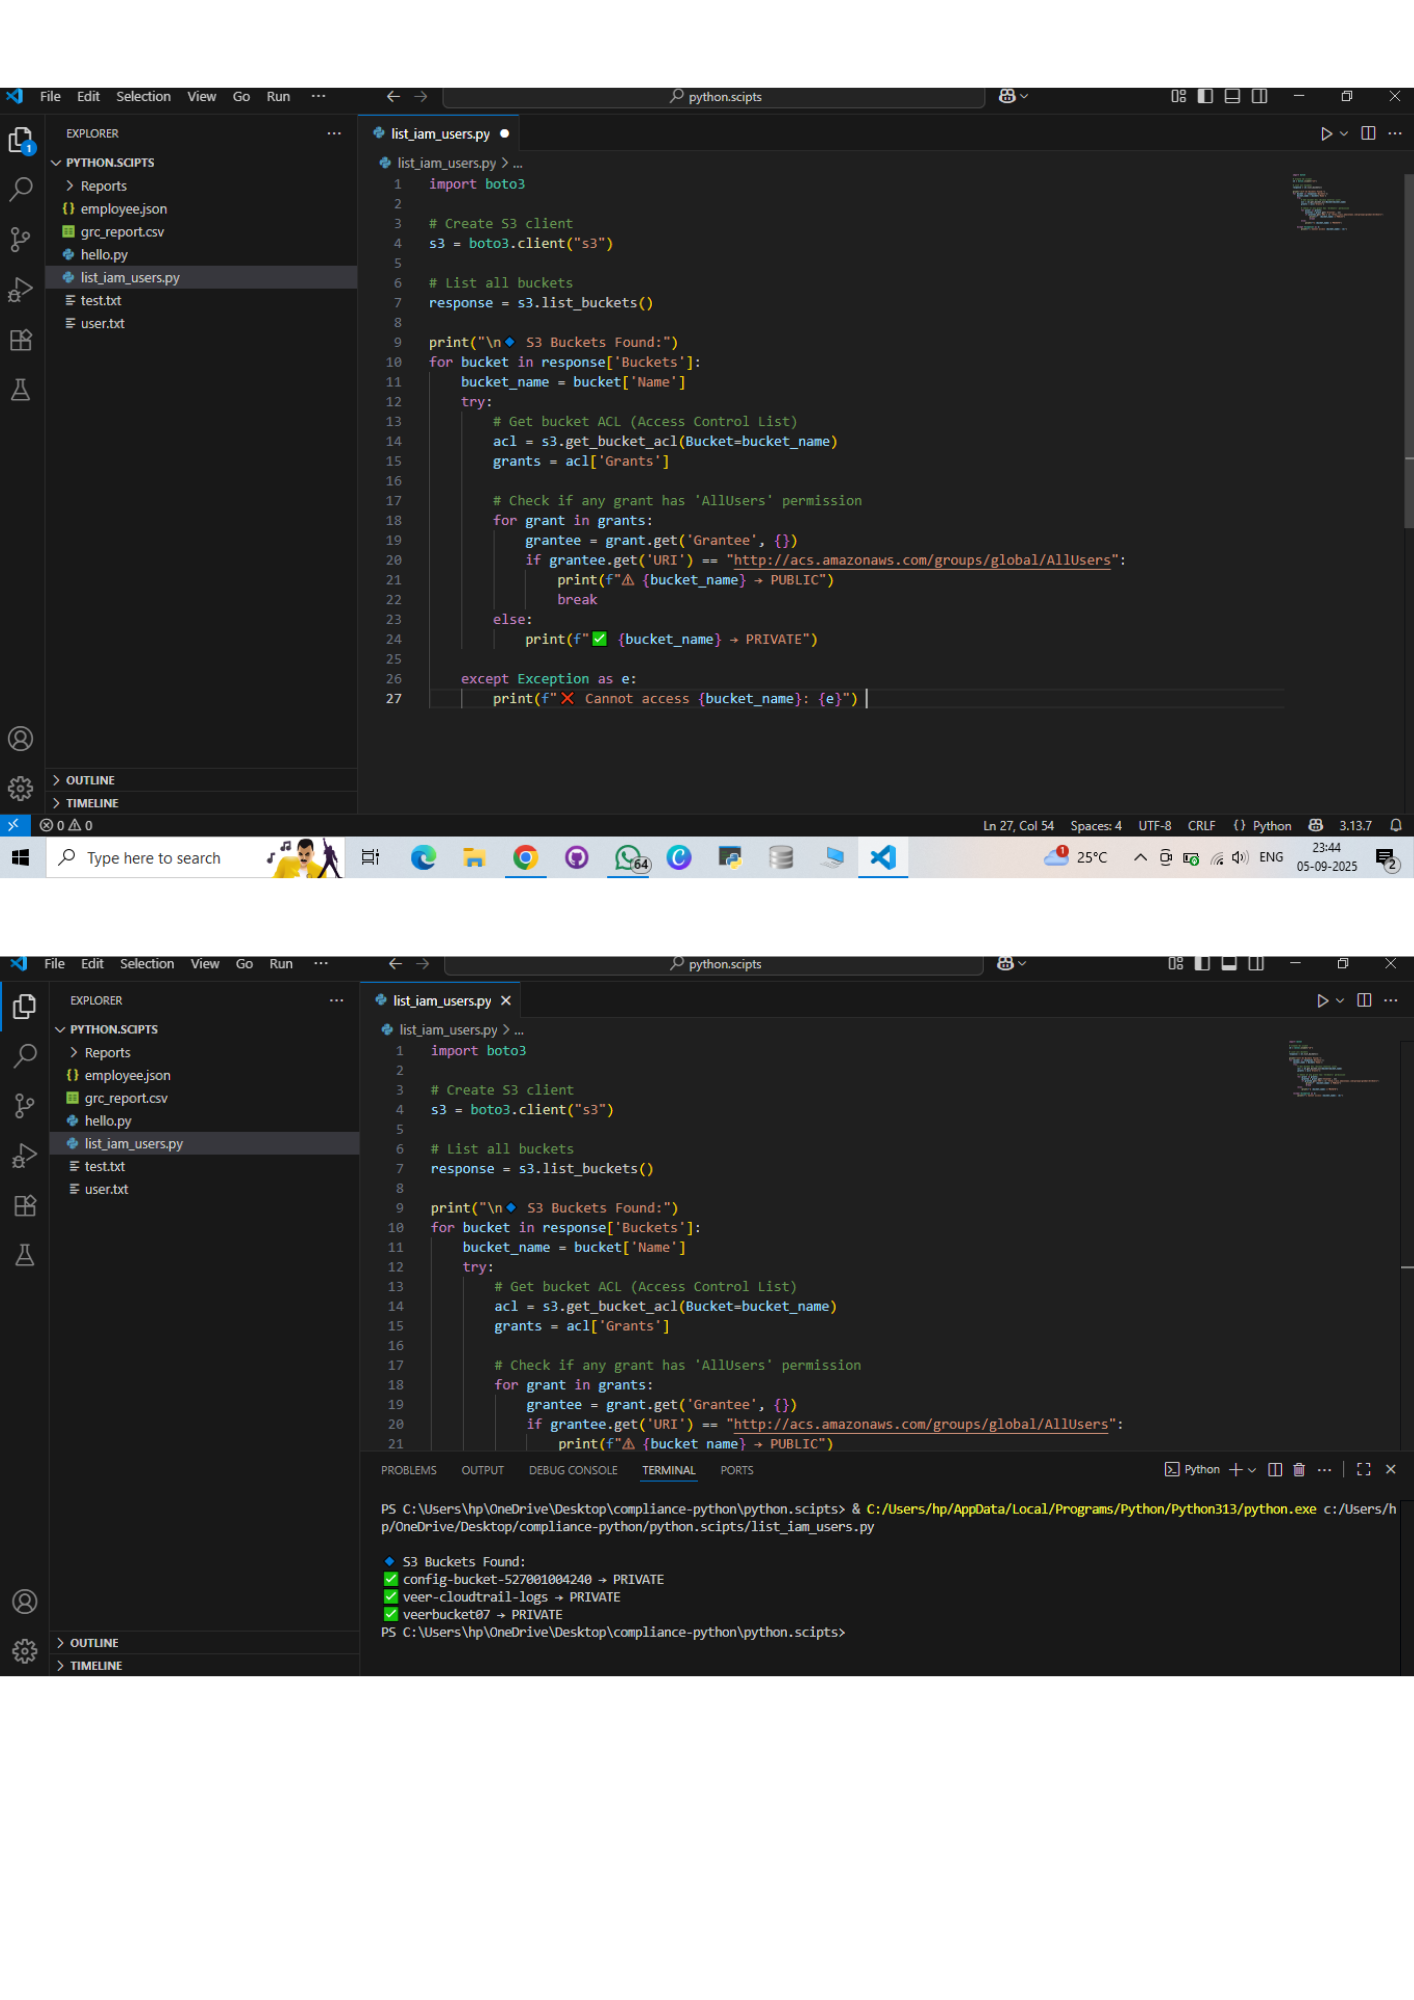 File Edit Selection View Go Run ··· python.scipts
EXPLORER ···
list_iam_users.py
PYTHON.SCIPTS
list_iam_users.py > ...
Reports
employee.json
grc_report.csv
hello.py
list_iam_users.py
test.txt
user.txt
1 import boto3
2
3 # Create S3 client
4 s3 = boto3.client("s3")
5
6 # List all buckets
7 response = s3.list_buckets()
8
9 print("\n🔹 S3 Buckets Found:")
10 for bucket in response['Buckets']:
11 bucket_name = bucket['Name']
12 try:
13 # Get bucket ACL (Access Control List)
14 acl = s3.get_bucket_acl(Bucket=bucket_name)
15 grants = acl['Grants']
16
17 # Check if any grant has 'AllUsers' permission
18 for grant in grants:
19 grantee = grant.get('Grantee', {})
20 if grantee.get('URI') == "http://acs.amazonaws.com/groups/global/AllUsers":
21 print(f"⚠ {bucket_name} → PUBLIC")
22 break
23 else:
24 print(f"✅ {bucket_name} → PRIVATE")
25
26 except Exception as e:
27 print(f"❌ Cannot access {bucket_name}: {e}")
OUTLINE
TIMELINE
0 0 Ln 27, Col 54 Spaces: 4 UTF-8 CRLF {} Python 3.13.7
Type here to search 64 1 25°C ENG 23:44
05-09-2025 2
File Edit Selection View Go Run ··· python.scipts
EXPLORER ···
list_iam_users.py
PYTHON.SCIPTS
list_iam_users.py > ...
Reports
employee.json
grc_report.csv
hello.py
list_iam_users.py
test.txt
user.txt
1 import boto3
2
3 # Create S3 client
4 s3 = boto3.client("s3")
5
6 # List all buckets
7 response = s3.list_buckets()
8
9 print("\n🔹 S3 Buckets Found:")
10 for bucket in response['Buckets']:
11 bucket_name = bucket['Name']
12 try:
13 # Get bucket ACL (Access Control List)
14 acl = s3.get_bucket_acl(Bucket=bucket_name)
15 grants = acl['Grants']
16
17 # Check if any grant has 'AllUsers' permission
18 for grant in grants:
19 grantee = grant.get('Grantee', {})
20 if grantee.get('URI') == "http://acs.amazonaws.com/groups/global/AllUsers":
21 print(f"⚠ {bucket_name} → PUBLIC")
PROBLEMS OUTPUT DEBUG CONSOLE TERMINAL PORTS Python
PS C:\Users\hp\OneDrive\Desktop\compliance-python\python.scipts> & C:/Users/hp/AppData/Local/Programs/Python/Python313/python.exe c:/Users/h
p/OneDrive/Desktop/compliance-python/python.scipts/list_iam_users.py
🔹 S3 Buckets Found:
✅ config-bucket-527001004240 → PRIVATE
✅ veer-cloudtrail-logs → PRIVATE
✅ veerbucket07 → PRIVATE
PS C:\Users\hp\OneDrive\Desktop\compliance-python\python.scipts>
OUTLINE
TIMELINE